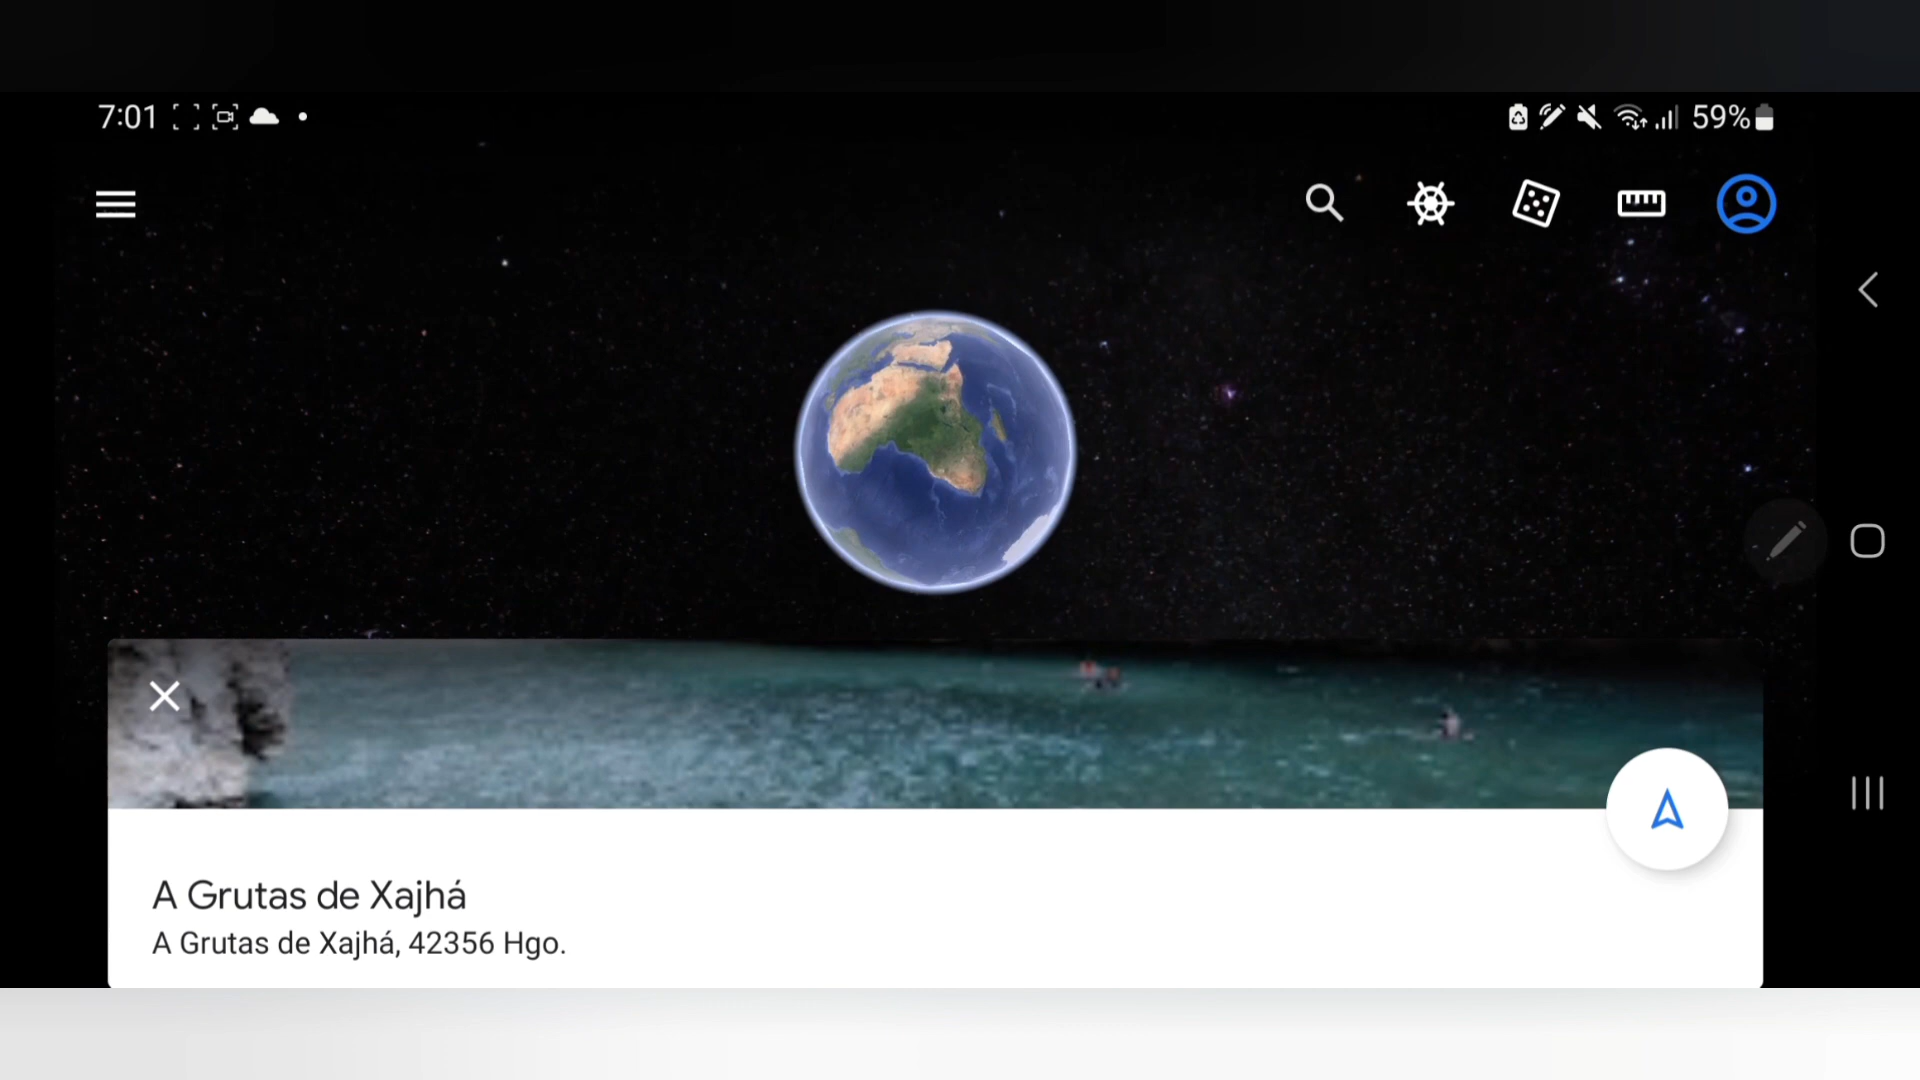 7:01
59%
A Grutas de Xajhá
A Grutas de Xajhá, 42356 Hgo.